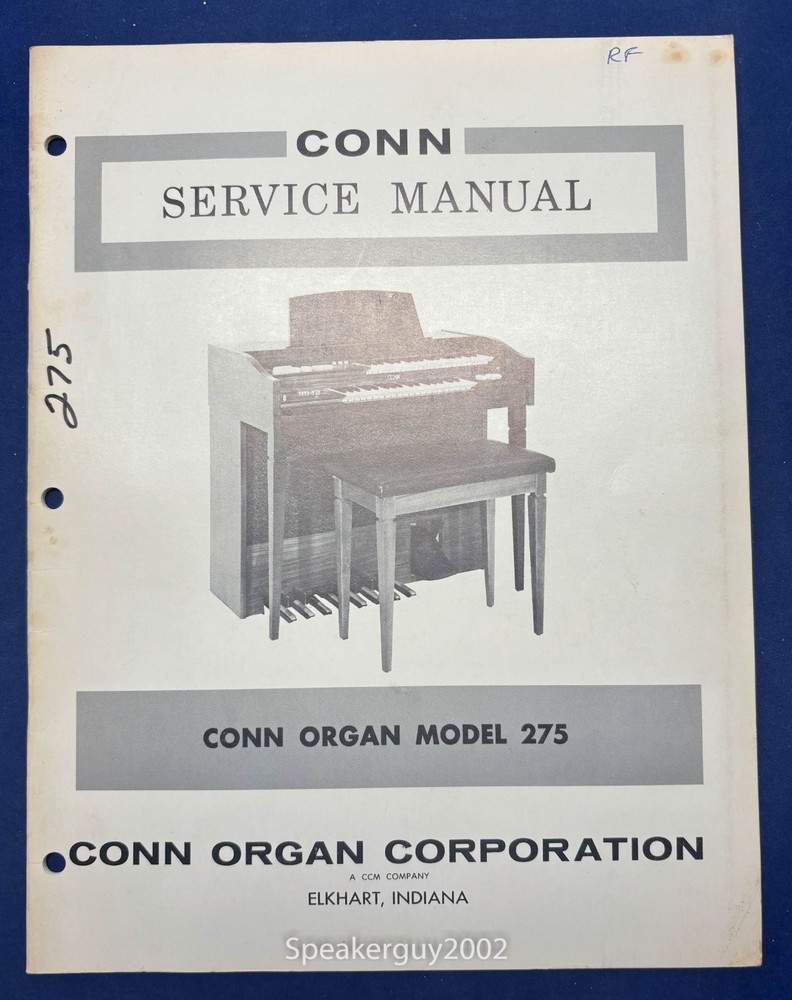 RF
CONN
SERVICE MANUAL
275
CONN ORGAN MODEL 275
CONN ORGAN CORPORATION
A CCM COMPANY
ELKHART, INDIANA
Speakerguy2002